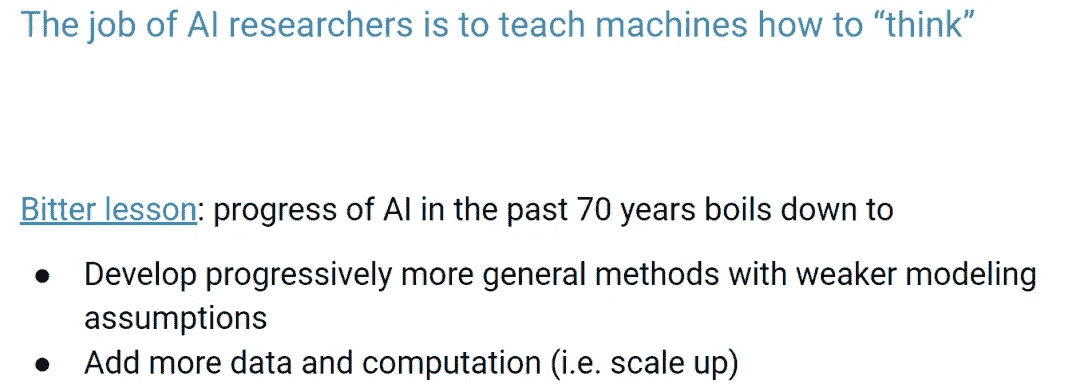 The job of AI researchers is to teach machines how to “think”
Bitter lesson: progress of AI in the past 70 years boils down to
● Develop progressively more general methods with weaker modeling
assumptions
● Add more data and computation (i.e. scale up)